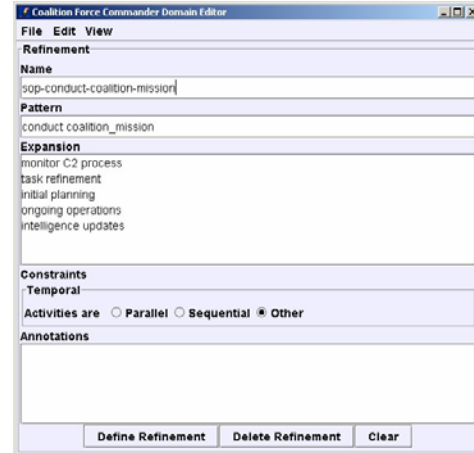 Coalition Force Commander Domain Editor
File Edit View
Refinement
Name
sop-conduct-coalition-mission
Pattern
conduct coalition_mission
Expansion
monitor C2 process
task refinement
initial planning
ongoing operations
intelligence updates
Constraints
Temporal
Activities are Parallel Sequential Other
Annotations
Define Refinement Delete Refinement Clear